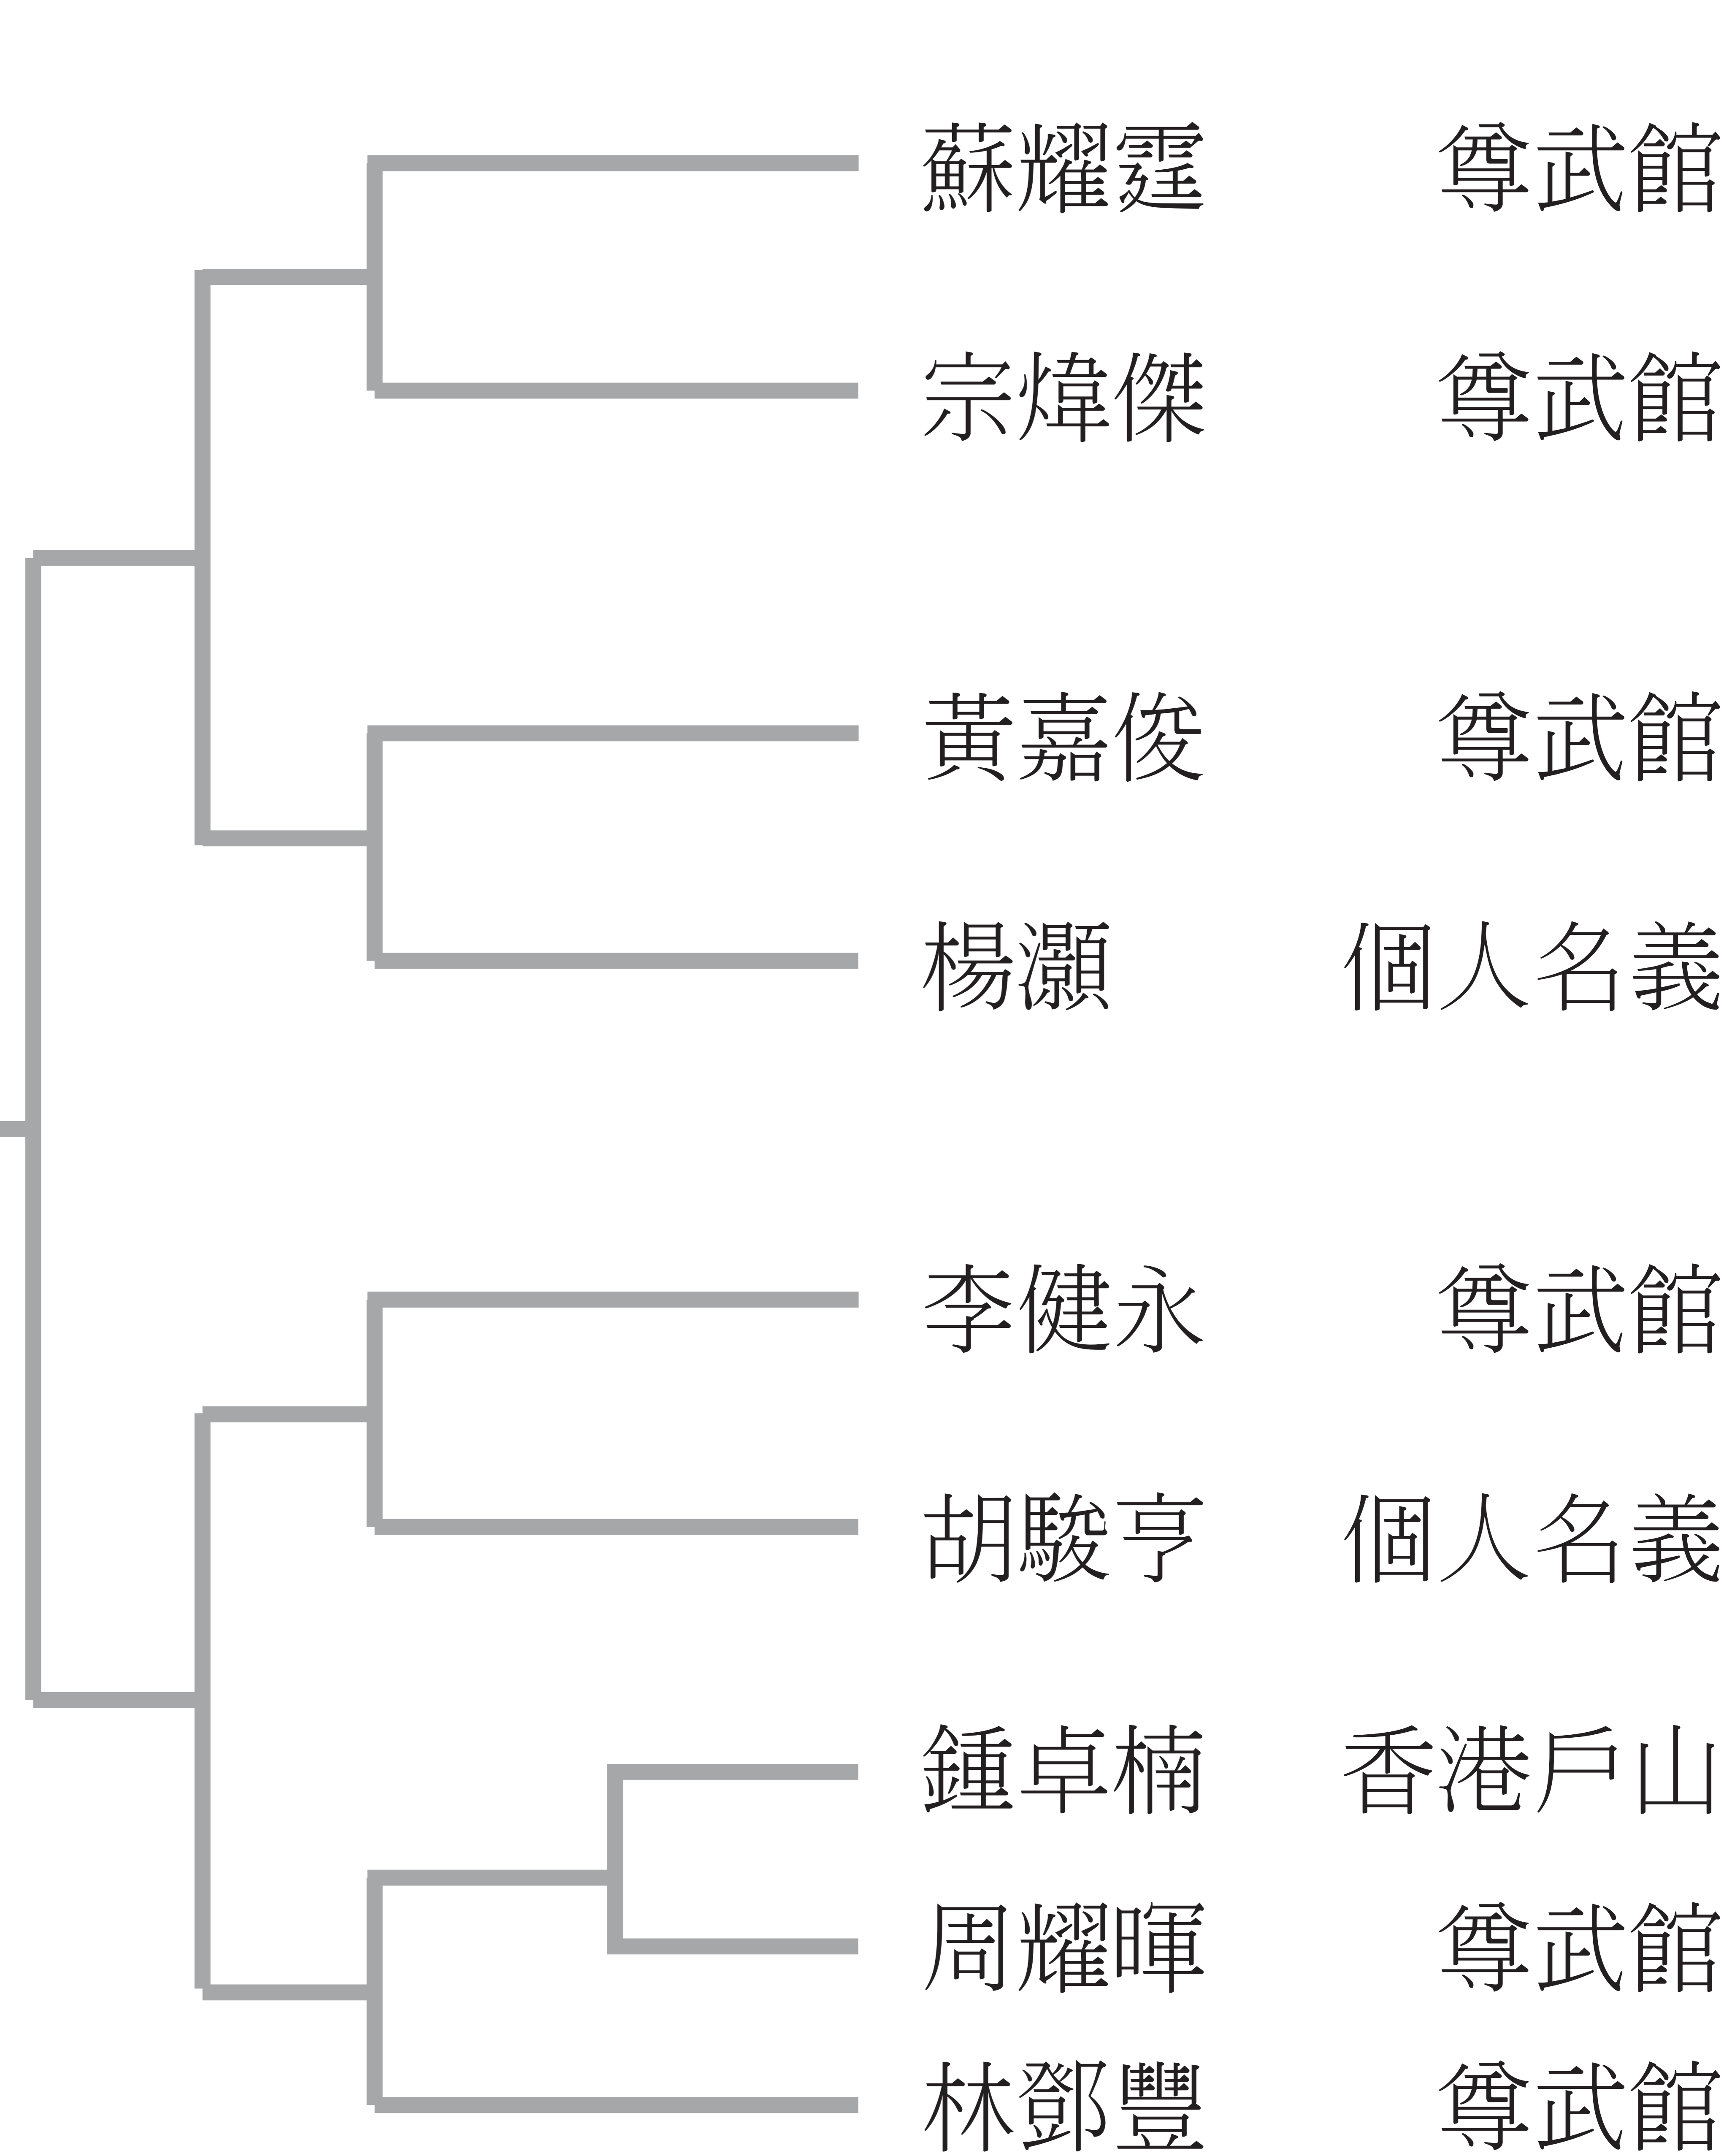 蘇耀霆 尊武館
宗煒傑 尊武館
黃嘉俊 尊武館
楊灝 個人名義
李健永 尊武館
胡駿亨 個人名義
鍾卓楠 香港戶山
周耀暉 尊武館
林鄧豐 尊武館